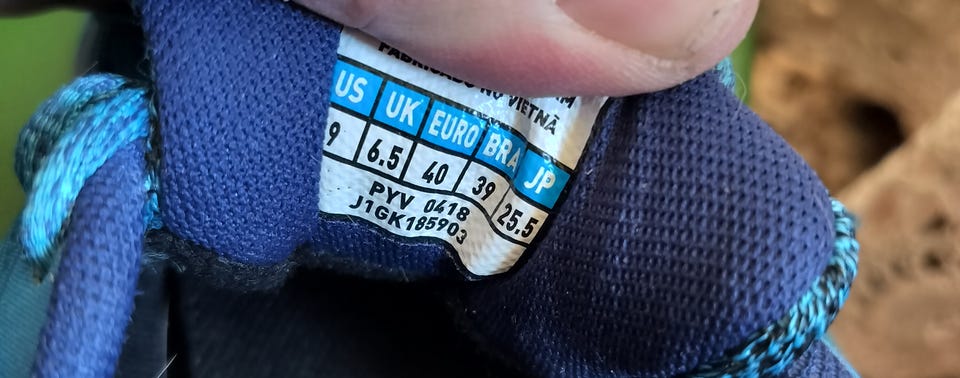 FABRICADO NO VIETNÃ
US UK EURO BRA JP
9 6.5 40 39 25.5
PYV 0418
J1GK185903